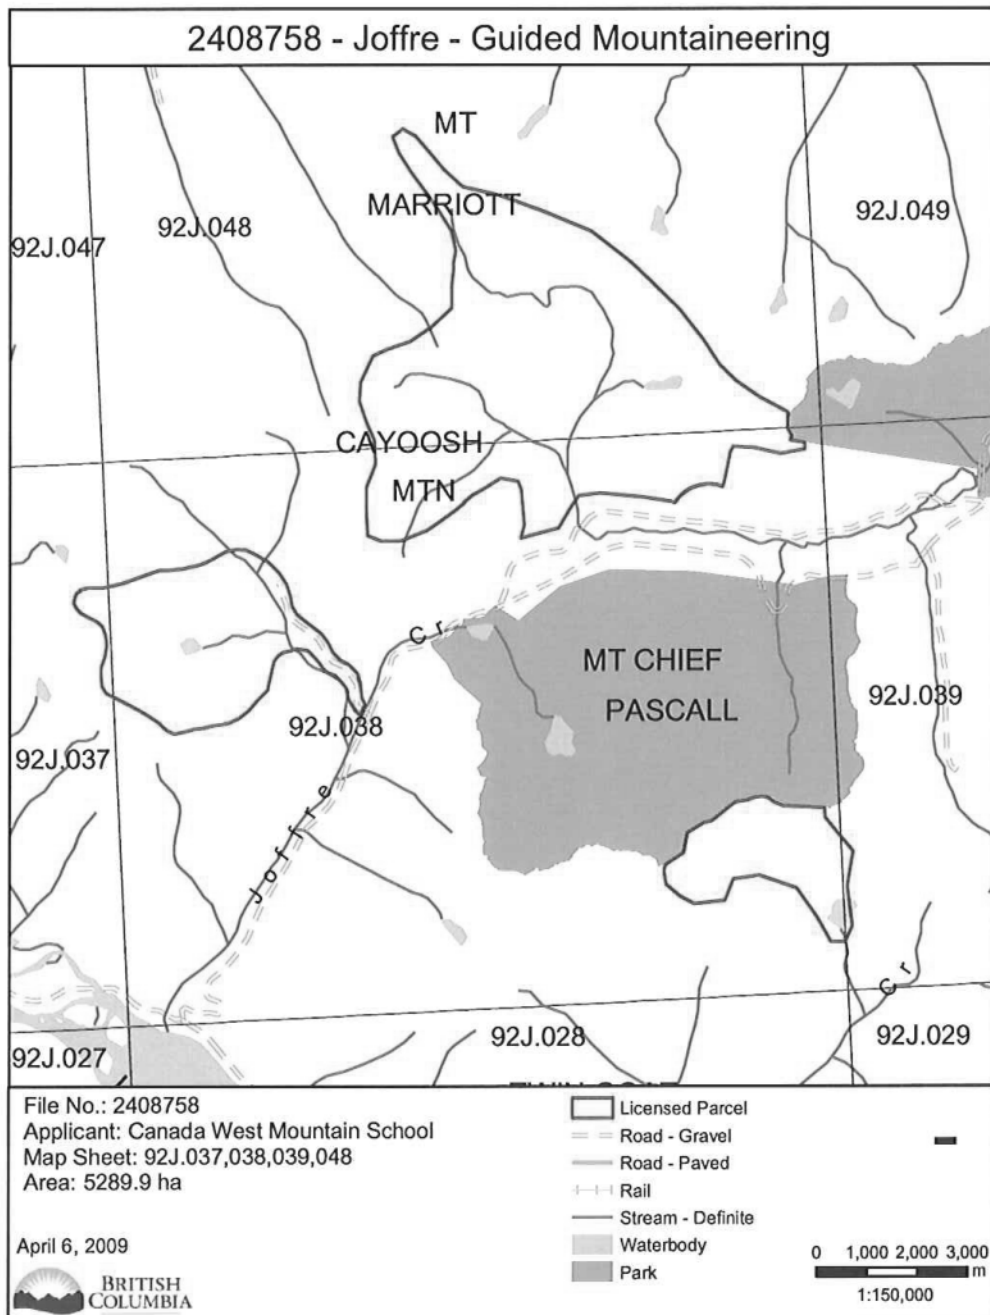 2408758 - Joffre - Guided Mountaineering
MT
MARRIOTT
92J.049
92J.048
92J.047
CAYOOSH
MTN
Cr
MT CHIEF
PASCALL
92J.039
92J.038
92J.037
Joffre
Cr
92J.028
92J.029
92J.027
File No.: 2408758
Applicant: Canada West Mountain School
Map Sheet: 92J.037,038,039,048
Area: 5289.9 ha
April 6, 2009
BRITISH
COLUMBIA
Licensed Parcel
Road - Gravel
Road - Paved
Rail
Stream - Definite
Waterbody
Park
0 1,000 2,000 3,000
m
1:150,000